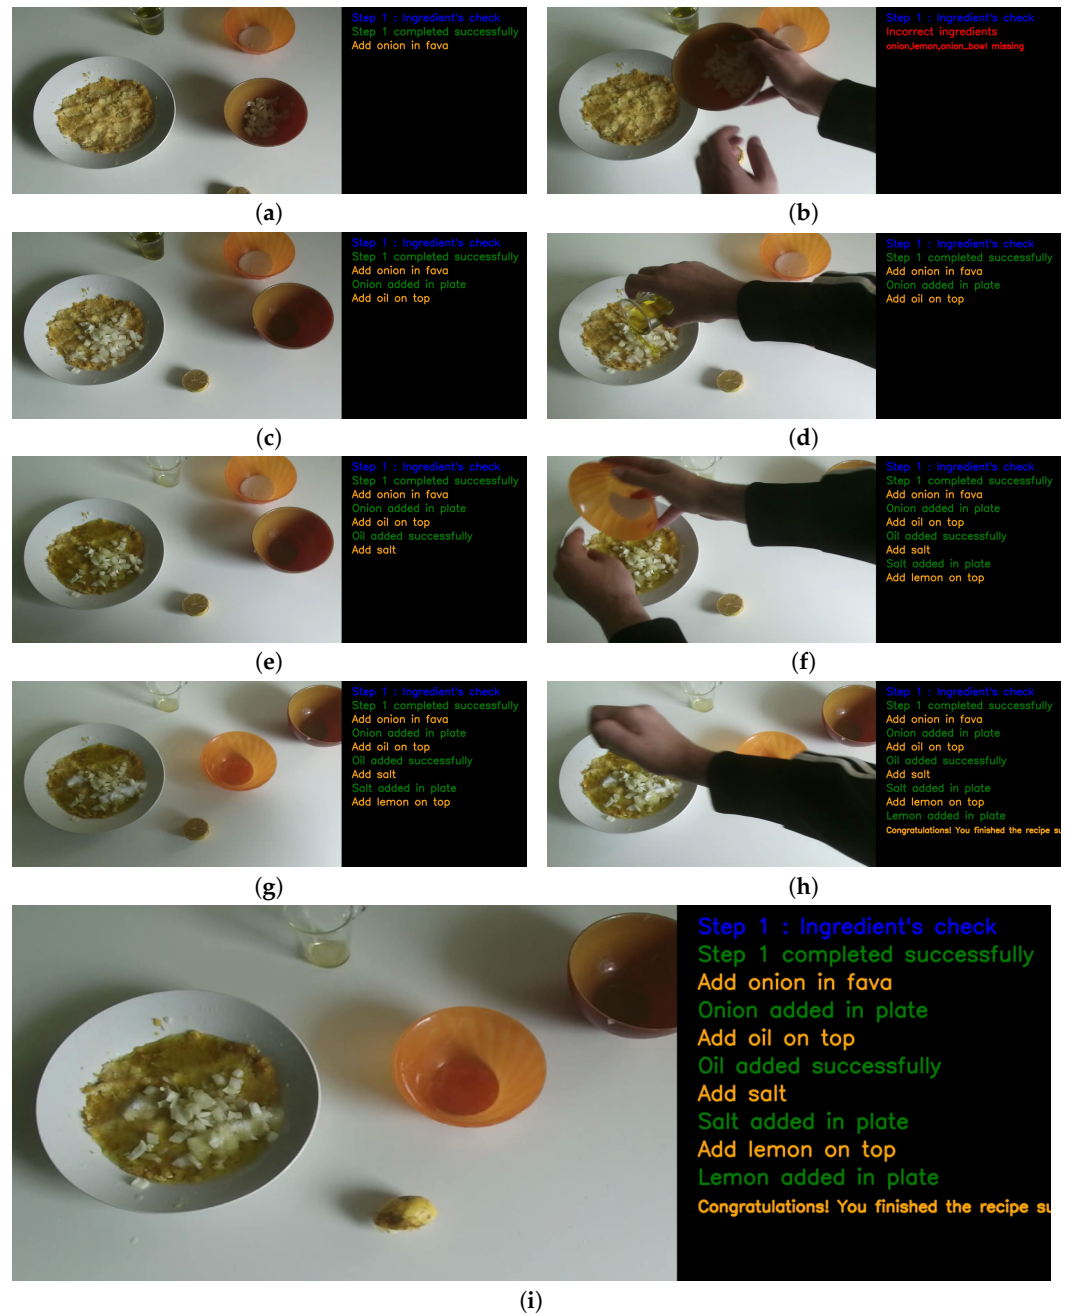 Step 1 : Ingredient's check
Step 1 completed successfully
Add onion in fava
(a)
Step 1 : Ingredient's check
Incorrect ingredients
onion,lemon,onion_bowl missing
(b)
Step 1 : Ingredient's check
Step 1 completed successfully
Add onion in fava
Onion added in plate
Add oil on top
(c)
Step 1 : Ingredient's check
Step 1 completed successfully
Add onion in fava
Onion added in plate
Add oil on top
(d)
Step 1 : Ingredient's check
Step 1 completed successfully
Add onion in fava
Onion added in plate
Add oil on top
Oil added successfully
Add salt
(e)
Step 1 : Ingredient's check
Step 1 completed successfully
Add onion in fava
Onion added in plate
Add oil on top
Oil added successfully
Add salt
Salt added in plate
Add lemon on top
(f)
Step 1 : Ingredient's check
Step 1 completed successfully
Add onion in fava
Onion added in plate
Add oil on top
Oil added successfully
Add salt
Salt added in plate
Add lemon on top
(g)
Step 1 : Ingredient's check
Step 1 completed successfully
Add onion in fava
Onion added in plate
Add oil on top
Oil added successfully
Add salt
Salt added in plate
Add lemon on top
Lemon added in plate
Congratulations! You finished the recipe su
(h)
Step 1 : Ingredient's check
Step 1 completed successfully
Add onion in fava
Onion added in plate
Add oil on top
Oil added successfully
Add salt
Salt added in plate
Add lemon on top
Lemon added in plate
Congratulations! You finished the recipe su
(i)